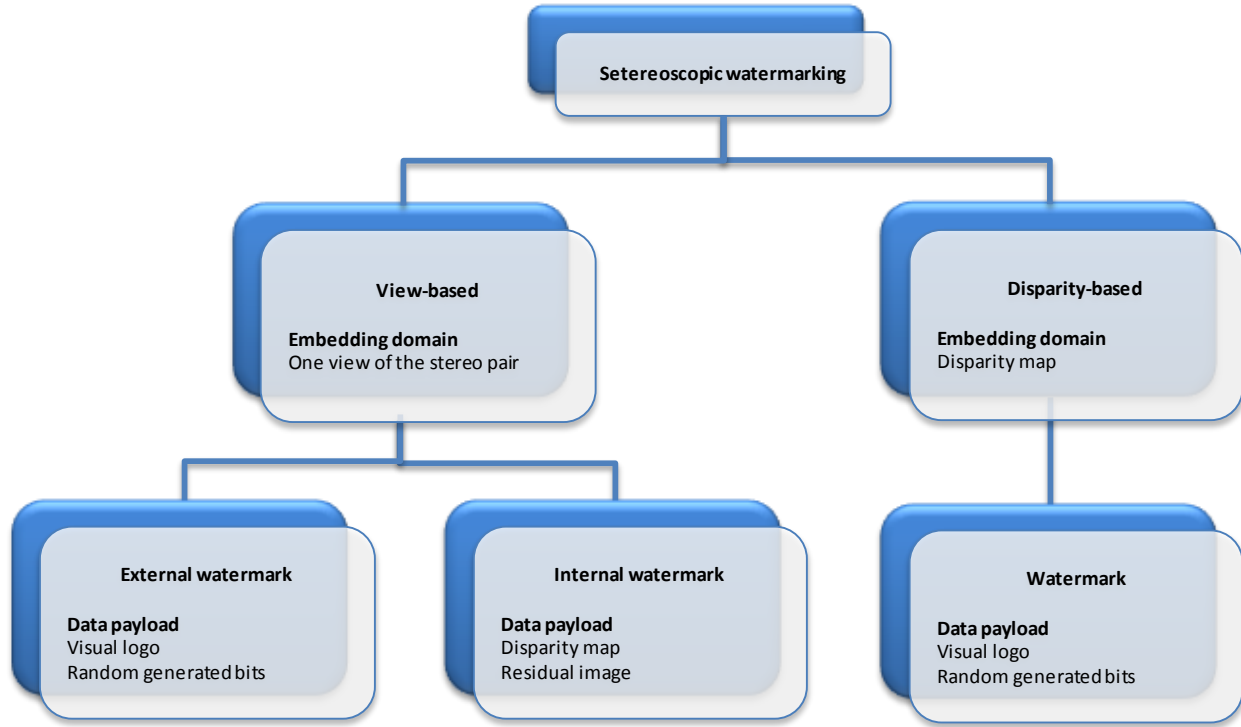 Setereoscopic watermarking
View-based
Embedding domain
One view of the stereo pair
Disparity-based
Embedding domain
Disparity map
External watermark
Data payload
Visual logo
Random generated bits
Internal watermark
Data payload
Disparity map
Residual image
Watermark
Data payload
Visual logo
Random generated bits